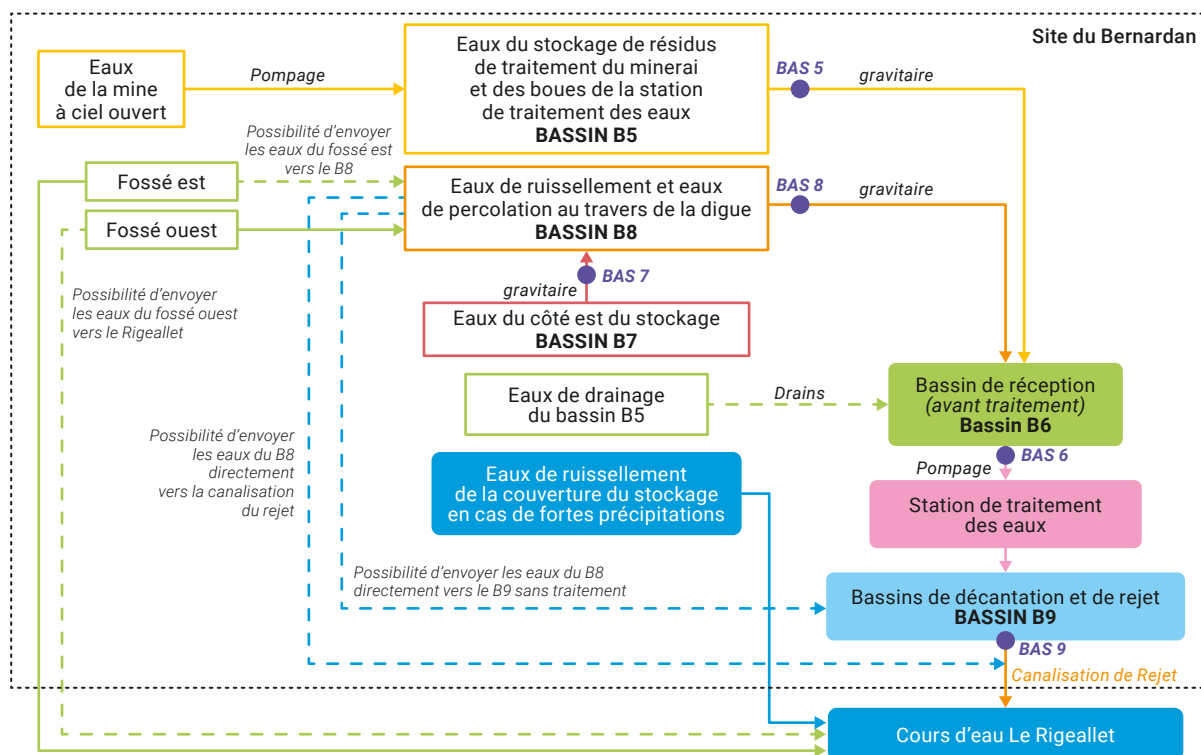 Site du Bernardan
Eaux
de la mine
à ciel ouvert
Pompage
Eaux du stockage de résidus
de traitement du minerai
et des boues de la station
de traitement des eaux
BASSIN B5
BAS 5
gravitaire
Possibilité d'envoyer
les eaux du fossé est
vers le B8
Fossé est
Fossé ouest
Eaux de ruissellement et eaux
de percolation au travers de la digue
BASSIN B8
BAS 8
gravitaire
BAS 7
gravitaire
Possibilité d'envoyer
les eaux du fossé ouest
vers le Rigeallet
Eaux du côté est du stockage
BASSIN B7
Eaux de drainage
du bassin B5
Drains
Bassin de réception
(avant traitement)
Bassin B6
BAS 6
Pompage
Possibilité d'envoyer
les eaux du B8
directement
vers la canalisation
du rejet
Eaux de ruissellement
de la couverture du stockage
en cas de fortes précipitations
Station de traitement
des eaux
Possibilité d'envoyer les eaux du B8
directement vers le B9 sans traitement
Bassins de décantation et de rejet
BASSIN B9
BAS 9
Canalisation de Rejet
Cours d'eau Le Rigeallet